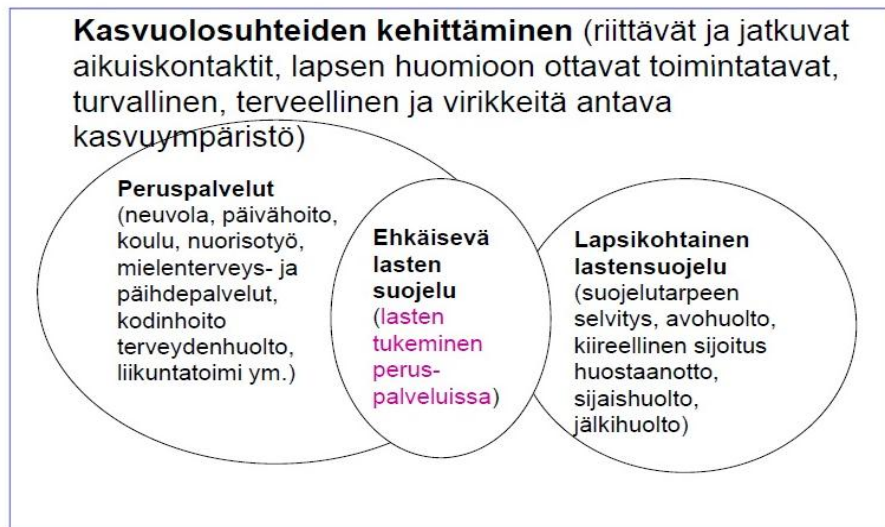 Kasvuolosuhteiden kehittäminen (riittävät ja jatkuvat
aikuiskontaktit, lapsen huomioon ottavat toimintatavat,
turvallinen, terveellinen ja virikkeitä antava
kasvuympäristö)
Peruspalvelut
(neuvola, päivähoito,
koulu, nuorisotyö,
mielenterveys- ja
päihdepalvelut,
kodinhoito
terveydenhuolto,
liikuntatoimi ym.)
Ehkäisevä
lasten
suojelu
(lasten
tukeminen
perus-
palveluissa)
Lapsikohtainen
lastensuojelu
(suojelutarpeen
selvitys, avohuolto,
kiireellinen sijoitus
huostaanotto,
sijaishuolto,
jälkihuolto)